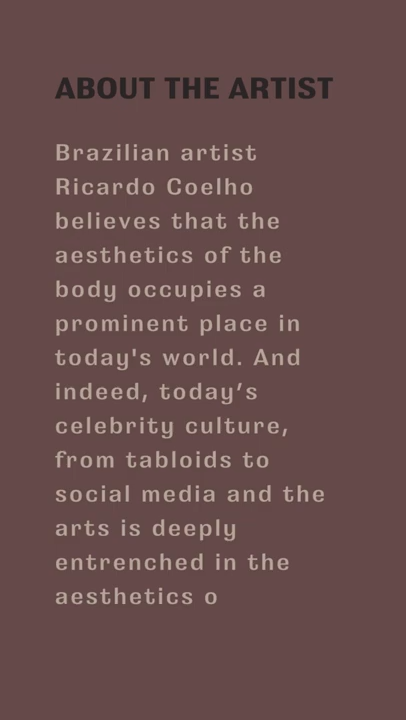 ABOUT THE ARTIST
Brazilian artist
Ricardo Coelho
believes that the
aesthetics of the
body occupies a
prominent place in
today's world. And
indeed, today’s
celebrity culture,
from tabloids to
social media and the
arts is deeply
entrenched in the
aesthetics o